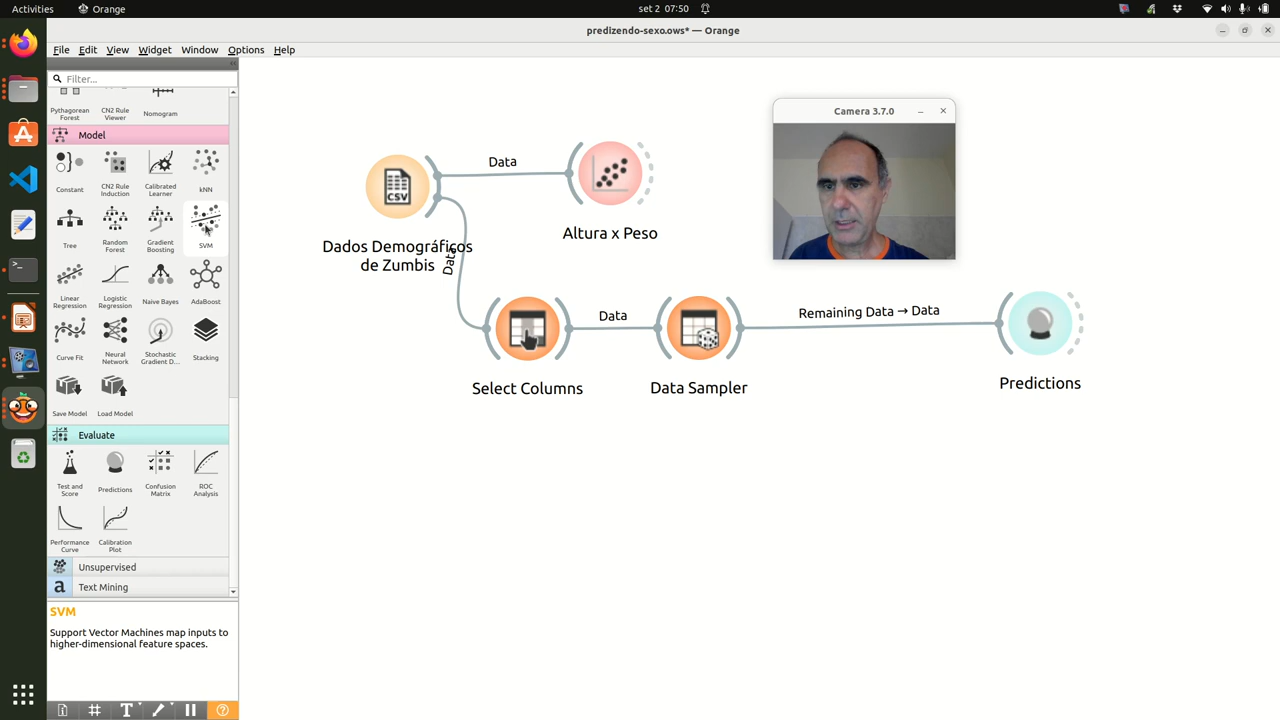 Activities
Orange
set 2 07:50
predizendo-sexo.ows* — Orange
File Edit View Widget Window Options Help
Filter...
Pythagorean Forest
CN2 Rule Viewer
Nomogram
Model
Constant
CN2 Rule Induction
Calibrated Learner
kNN
Tree
Random Forest
Gradient Boosting
SVM
Linear Regression
Logistic Regression
Naive Bayes
AdaBoost
Curve Fit
Neural Network
Stochastic Gradient D...
Stacking
Save Model
Load Model
Evaluate
Test and Score
Predictions
Confusion Matrix
ROC Analysis
Performance Curve
Calibration Plot
Unsupervised
a Text Mining
SVM
Support Vector Machines map inputs to
higher-dimensional feature spaces.
T
Camera 3.7.0
CSV
Data
Dados Demográficos
de Zumbis
Altura x Peso
Data
Data
Remaining Data → Data
Select Columns
Data Sampler
Predictions